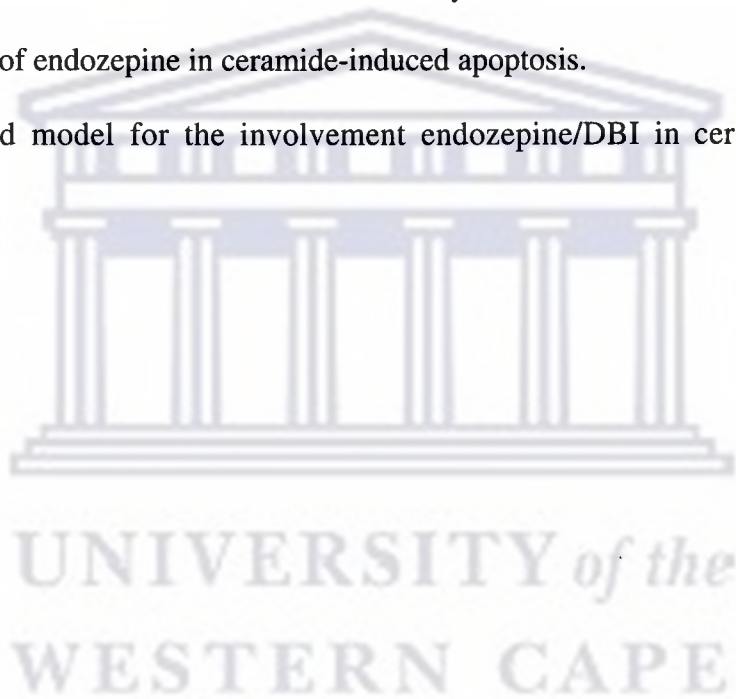 of endozepine in ceramide-induced apoptosis.
d model for the involvement endozepine/DBI in cer
UNIVERSITY of the
WESTERN CAPE